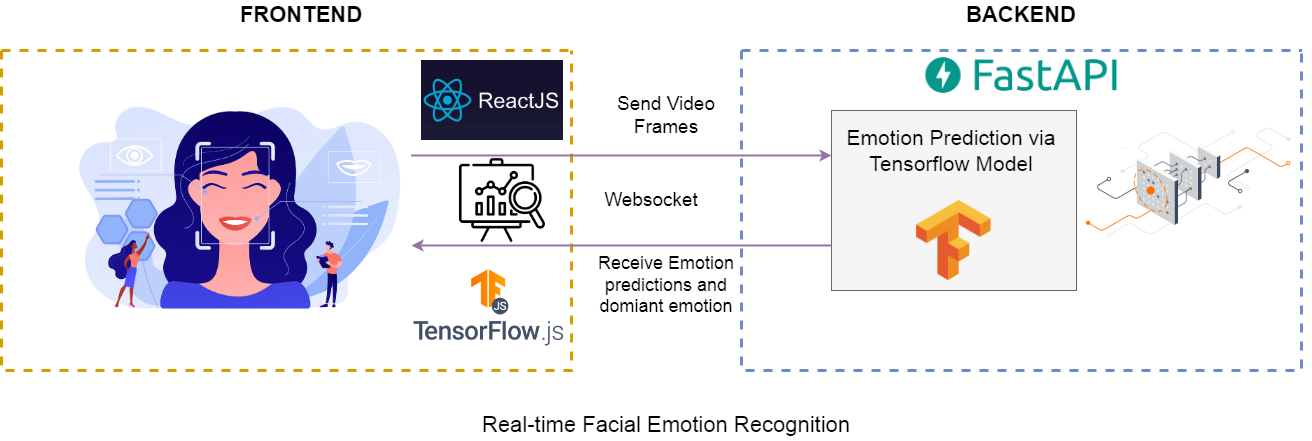 FRONTEND
BACKEND
ReactJS
Send Video
Frames
Websocket
Receive Emotion
predictions and
domiant emotion
JS
TensorFlow.js
FastAPI
Emotion Prediction via
Tensorflow Model
Real-time Facial Emotion Recognition